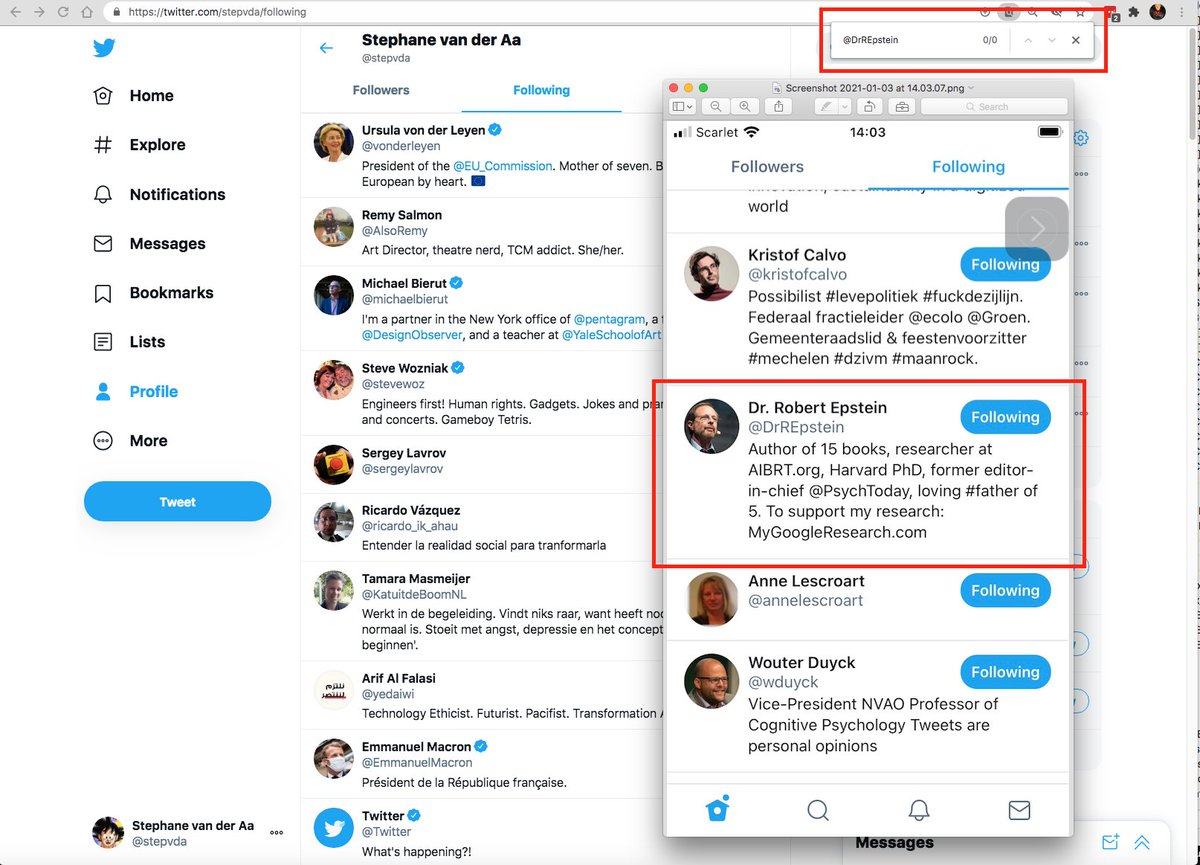 https://twitter.com/stepvda/following
2
@DrREpstein 0/0
Home
Explore
Notifications
Messages
Bookmarks
Lists
Profile
More
Tweet
Stephane van der Aa
@stepvda
Stephane van der Aa
@stepvda
Followers Following
Ursula von der Leyen
@vonderleyen
President of the @EU_Commission. Mother of seven. B
European by heart. 🇪🇺
Remy Salmon
@AlsoRemy
Art Director, theatre nerd, TCM addict. She/her.
Michael Bierut
@michaelbierut
I'm a partner in the New York office of @pentagram, a f
@DesignObserver, and a teacher at @YaleSchoolofArt
Steve Wozniak
@stevewoz
Engineers first! Human rights. Gadgets. Jokes and pran
and concerts. Gameboy Tetris.
Sergey Lavrov
@sergeylavrov
Ricardo Vázquez
@ricardo_ik_ahau
Entender la realidad social para tranformarla
Tamara Masmeijer
@KatuitdeBoomNL
Werkt in de begeleiding. Vindt niks raar, want heeft noo
normaal is. Stoeit met angst, depressie en het concept
beginnen'.
Arif Al Falasi
@yedaiwi
Technology Ethicist. Futurist. Pacifist. Transformation A
Emmanuel Macron
@EmmanuelMacron
Président de la République française.
Twitter
@Twitter
What's happening?!
Screenshot 2021-01-03 at 14.03.07.png
Search
Scarlet 14:03
Followers Following
innovation, sustainability in a digitized
world
Kristof Calvo
@kristofcalvo
Following
Possibilist #levepolitiek #fuckdezijlijn.
Federaal fractieleider @ecolo @Groen.
Gemeenteraadslid & feestenvoorzitter
#mechelen #dzivm #maanrock.
Dr. Robert Epstein
@DrREpstein
Following
Author of 15 books, researcher at
AIBRT.org, Harvard PhD, former editor-
in-chief @PsychToday, loving #father of
5. To support my research:
MyGoogleResearch.com
Anne Lescroart
@annelescroart
Following
Wouter Duyck
@wduyck
Following
Vice-President NVAO Professor of
Cognitive Psychology Tweets are
personal opinions
Messages